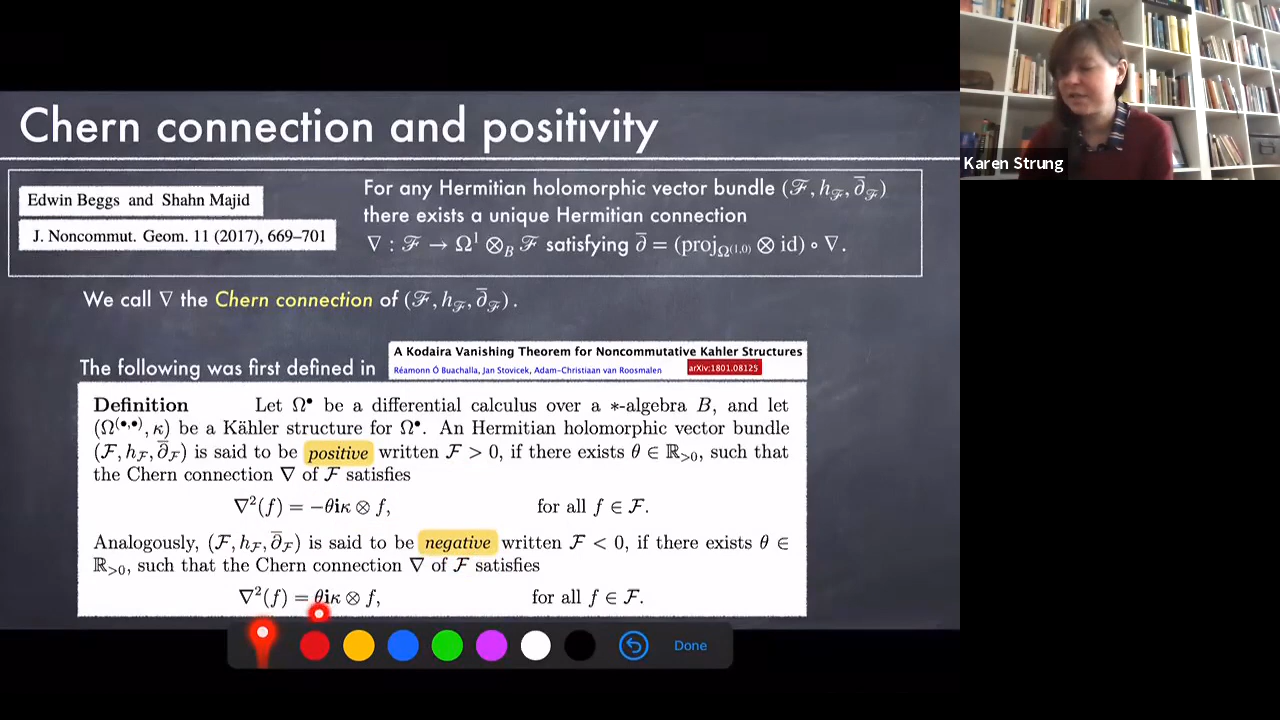 Chern connection and positivity
Edwin Beggs and Shahn Majid
J. Noncommut. Geom. 11 (2017), 669–701
For any Hermitian holomorphic vector bundle (ℱ, h_ℱ, ∂̄_ℱ)
there exists a unique Hermitian connection
∇ : ℱ → Ω¹ ⊗_B ℱ satisfying ∂̄ = (proj_Ω^(1,0) ⊗ id) ∘ ∇.
We call ∇ the Chern connection of (ℱ, h_ℱ, ∂̄_ℱ).
The following was first defined in
A Kodaira Vanishing Theorem for Noncommutative Kahler Structures
Réamonn Ó Buachalla, Jan Stovicek, Adam-Christiaan van Roosmalen
arXiv:1801.08125
Definition Let Ω• be a differential calculus over a *-algebra B, and let
(Ω^(•,•), κ) be a Kähler structure for Ω•. An Hermitian holomorphic vector bundle
(ℱ, h_ℱ, ∂̄_ℱ) is said to be positive written ℱ > 0, if there exists θ ∈ ℝ_>0, such that
the Chern connection ∇ of ℱ satisfies
∇²(f) = −θiκ ⊗ f, for all f ∈ ℱ.
Analogously, (ℱ, h_ℱ, ∂̄_ℱ) is said to be negative written ℱ < 0, if there exists θ ∈
ℝ_>0, such that the Chern connection ∇ of ℱ satisfies
∇²(f) = θiκ ⊗ f, for all f ∈ ℱ.
Done
Karen Strung